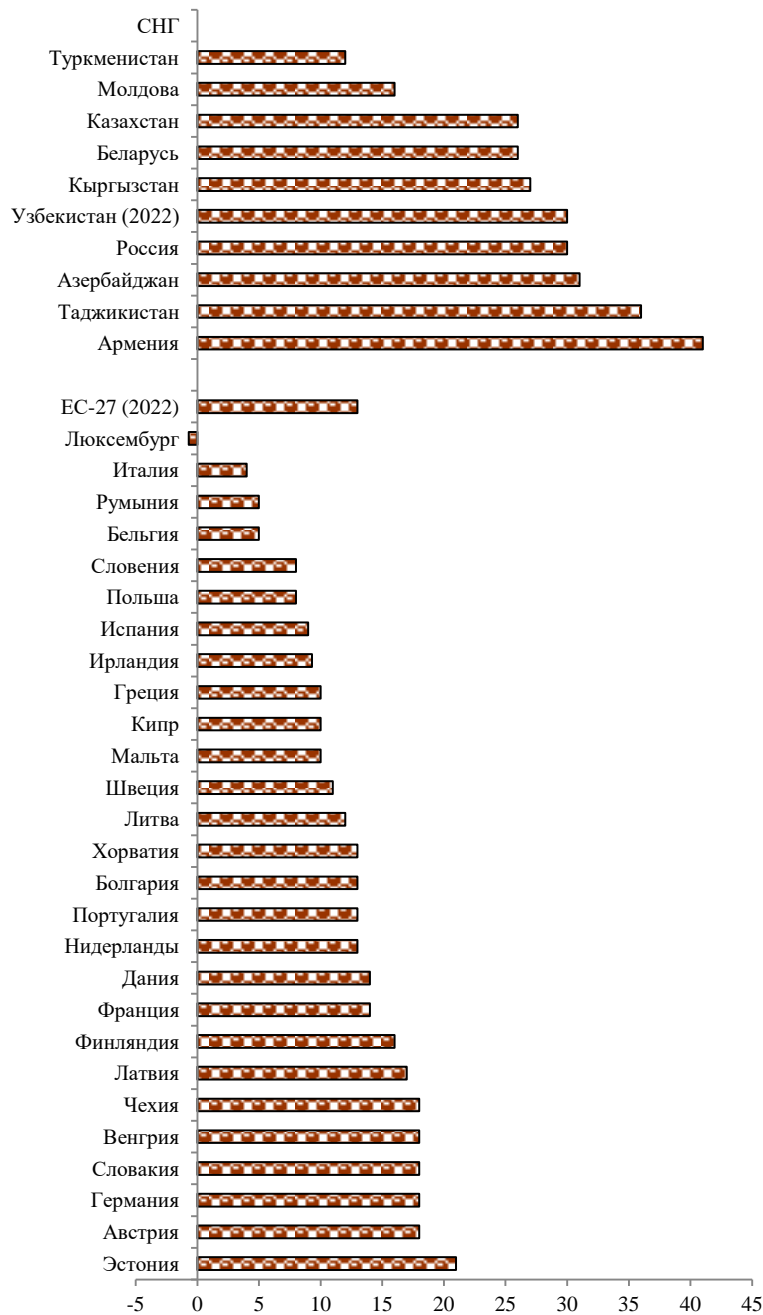 СНГ
Туркменистан
Молдова
Казахстан
Беларусь
Кыргызстан
Узбекистан (2022)
Россия
Азербайджан
Таджикистан
Армения
ЕС-27 (2022)
Люксембург
Италия
Румыния
Бельгия
Словения
Польша
Испания
Ирландия
Греция
Кипр
Мальта
Швеция
Литва
Хорватия
Болгария
Португалия
Нидерланды
Дания
Франция
Финляндия
Латвия
Чехия
Венгрия
Словакия
Германия
Австрия
Эстония
-5 0 5 10 15 20 25 30 35 40 45